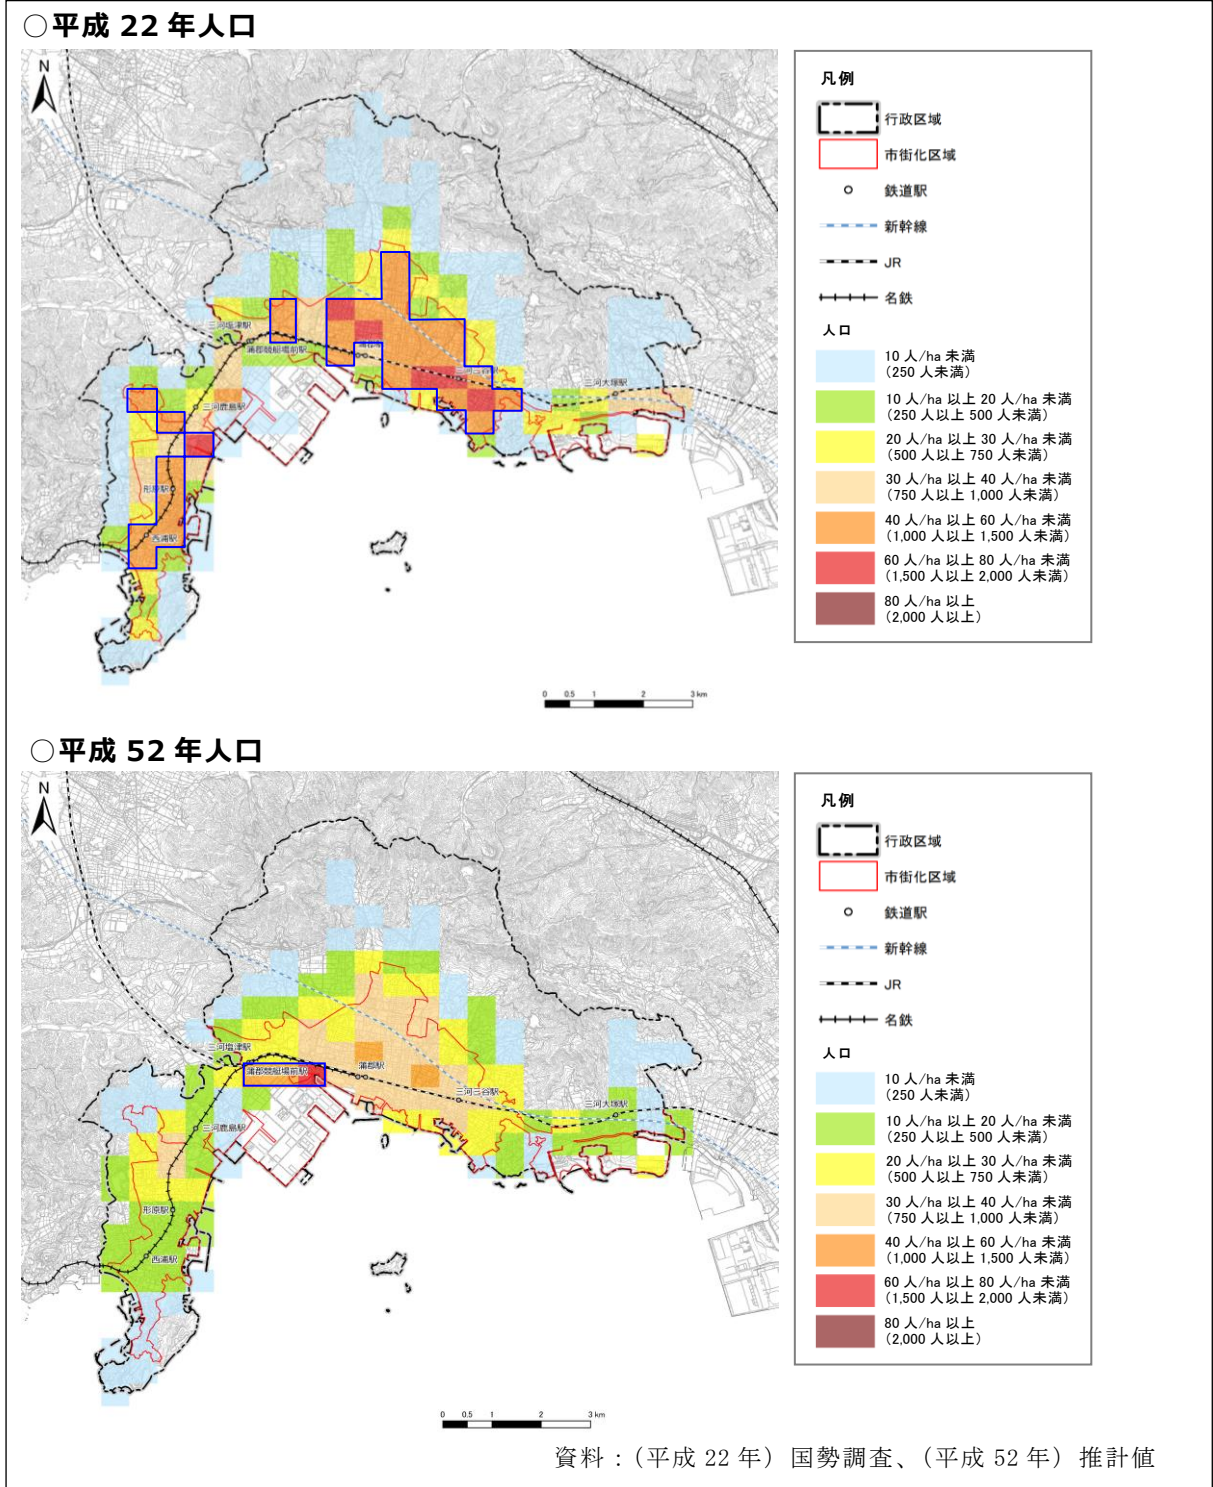 ○平成 22 年人口
N
三河塩津駅
蒲郡競艇場前駅
蒲郡駅
三河三谷駅
三河大塚駅
三河鹿島駅
形原駅
西浦駅
0 0.5 1 2 3 km
凡例
行政区域
市街化区域
鉄道駅
新幹線
JR
名鉄
人口
10 人/ha 未満
(250 人未満)
10 人/ha 以上 20 人/ha 未満
(250 人以上 500 人未満)
20 人/ha 以上 30 人/ha 未満
(500 人以上 750 人未満)
30 人/ha 以上 40 人/ha 未満
(750 人以上 1,000 人未満)
40 人/ha 以上 60 人/ha 未満
(1,000 人以上 1,500 人未満)
60 人/ha 以上 80 人/ha 未満
(1,500 人以上 2,000 人未満)
80 人/ha 以上
(2,000 人以上)
○平成 52 年人口
N
三河塩津駅
蒲郡競艇場前駅
蒲郡駅
三河三谷駅
三河大塚駅
三河鹿島駅
形原駅
西浦駅
0 0.5 1 2 3 km
凡例
行政区域
市街化区域
鉄道駅
新幹線
JR
名鉄
人口
10 人/ha 未満
(250 人未満)
10 人/ha 以上 20 人/ha 未満
(250 人以上 500 人未満)
20 人/ha 以上 30 人/ha 未満
(500 人以上 750 人未満)
30 人/ha 以上 40 人/ha 未満
(750 人以上 1,000 人未満)
40 人/ha 以上 60 人/ha 未満
(1,000 人以上 1,500 人未満)
60 人/ha 以上 80 人/ha 未満
(1,500 人以上 2,000 人未満)
80 人/ha 以上
(2,000 人以上)
資料：（平成 22 年）国勢調査、（平成 52 年）推計値